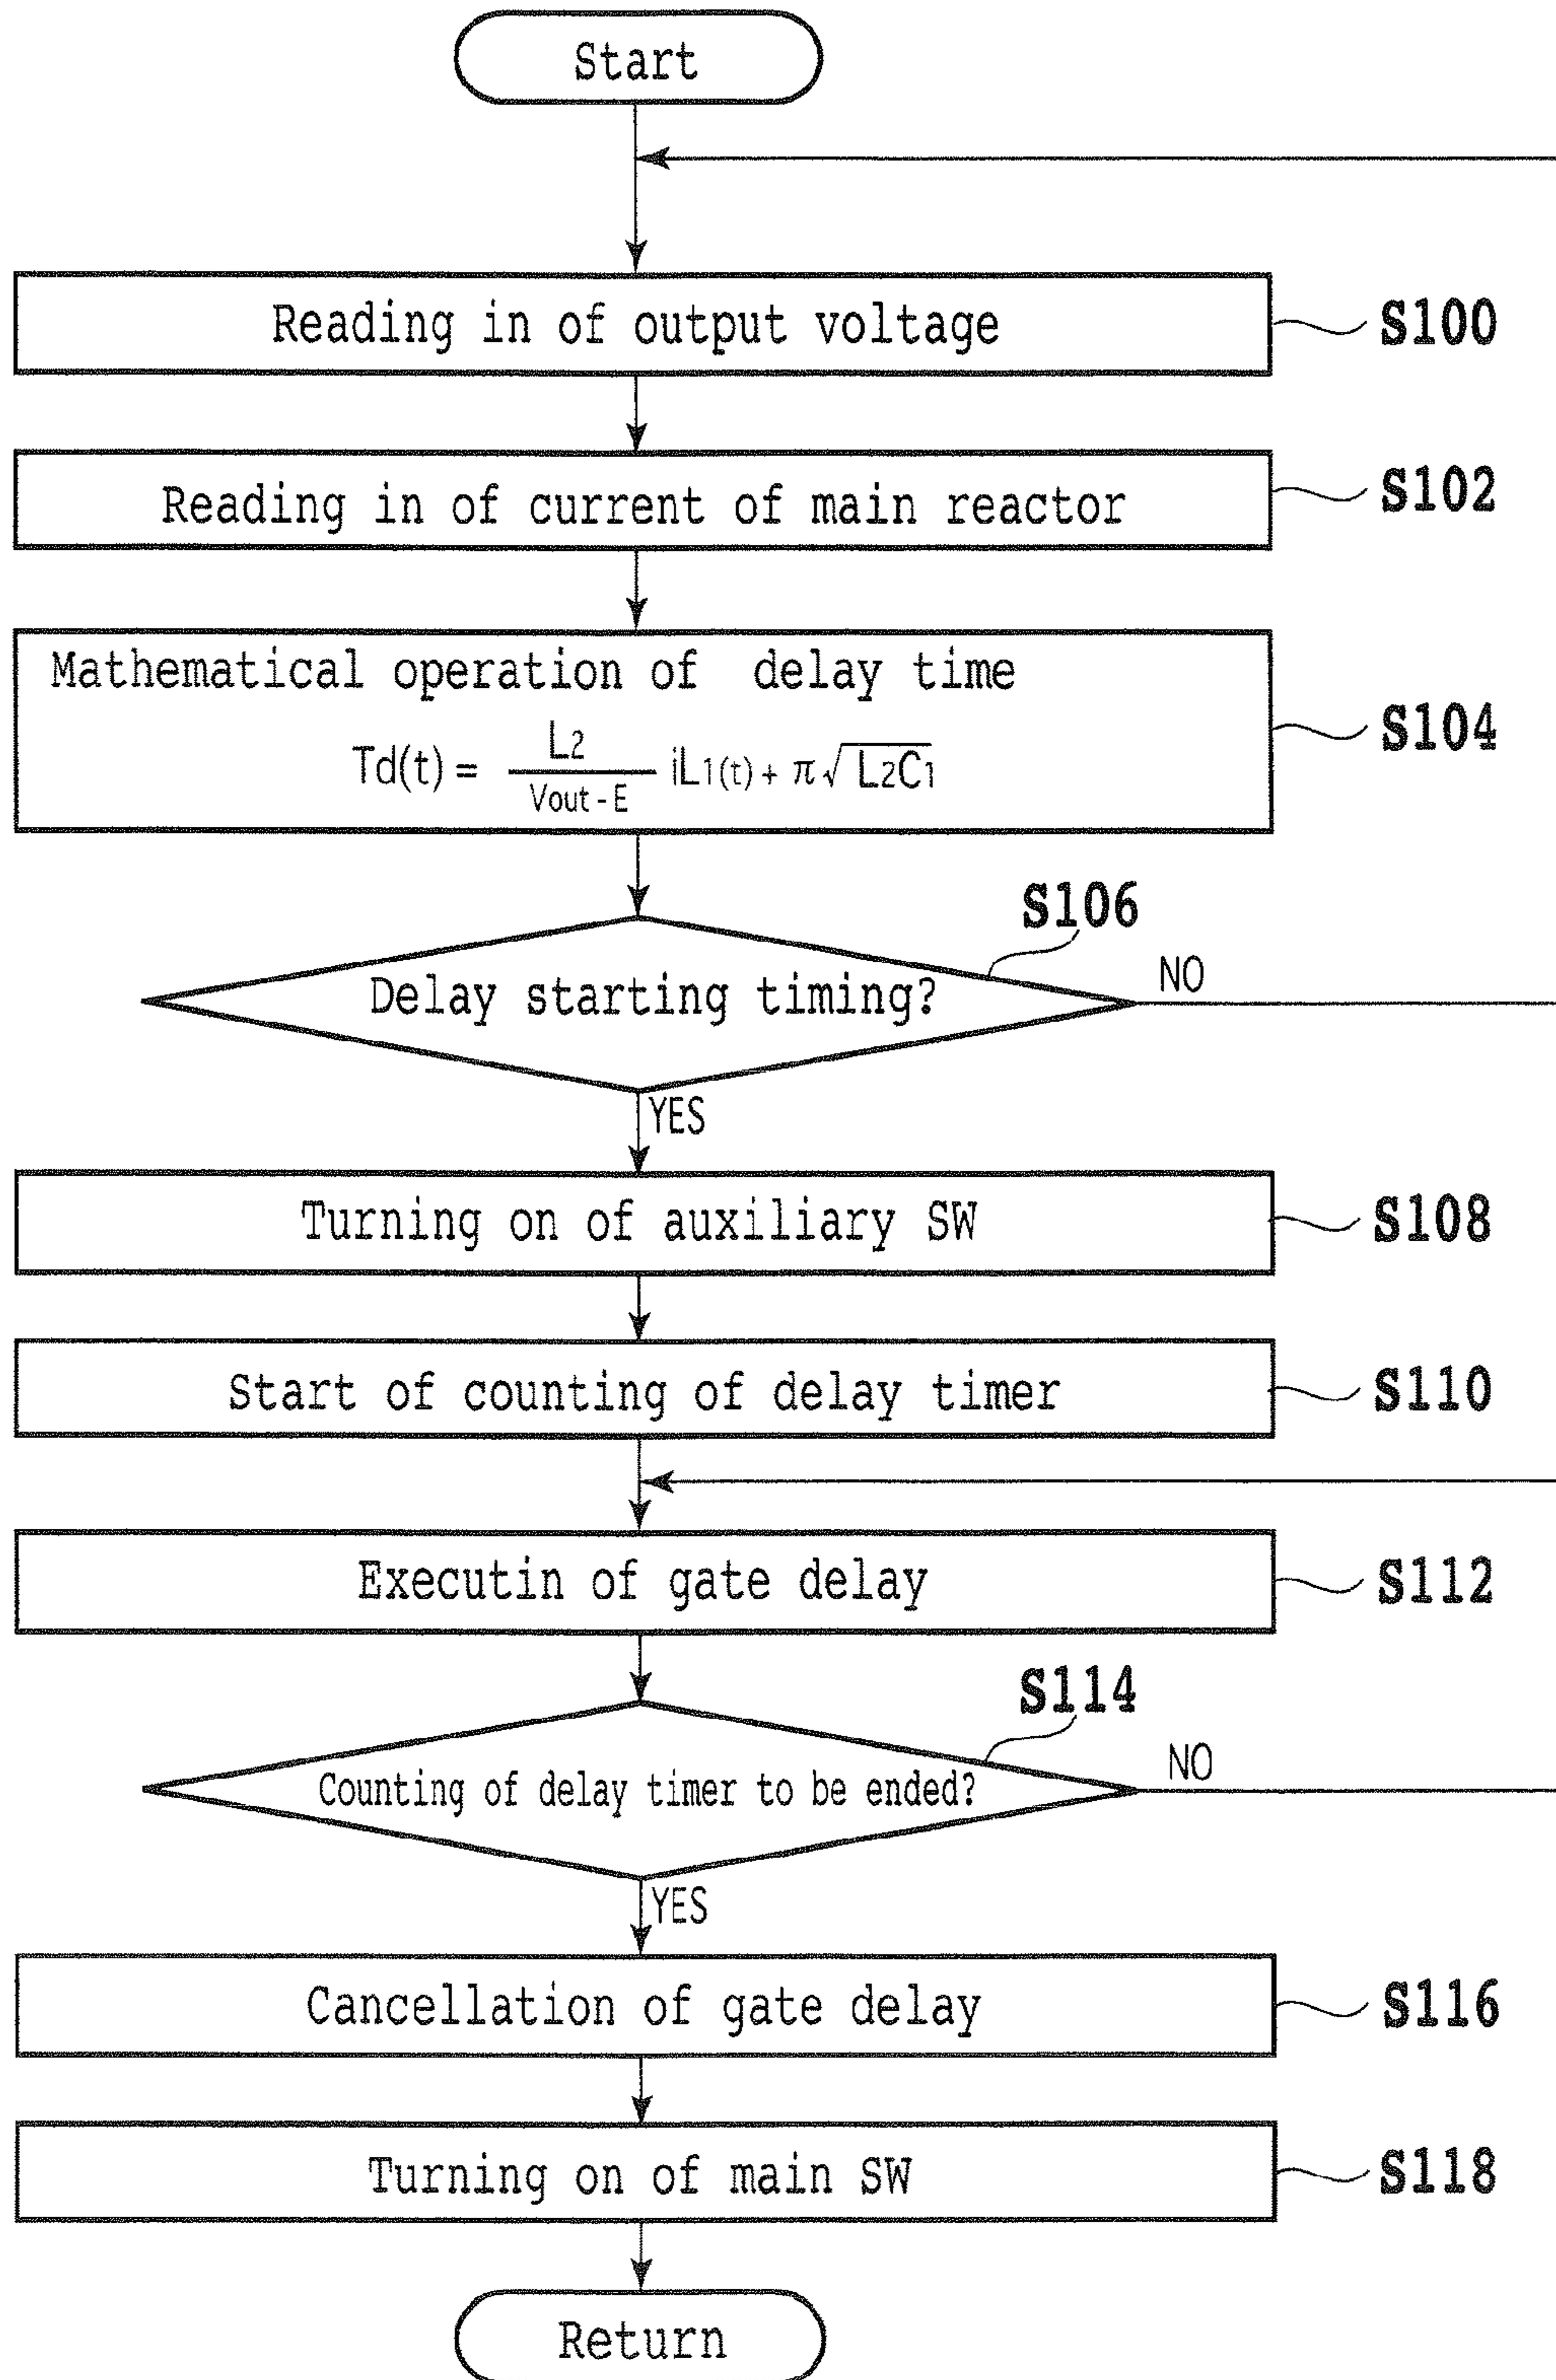 Start
Reading in of output voltage
S100
Reading in of current of main reactor
S102
Mathematical operation of delay time
Td(t) = L2 / Vout - E iL1(t) + π√L2C1
S104
S106
Delay starting timing?
NO
YES
Turning on of auxiliary SW
S108
Start of counting of delay timer
S110
Executin of gate delay
S112
S114
Counting of delay timer to be ended?
NO
YES
Cancellation of gate delay
S116
Turning on of main SW
S118
Return